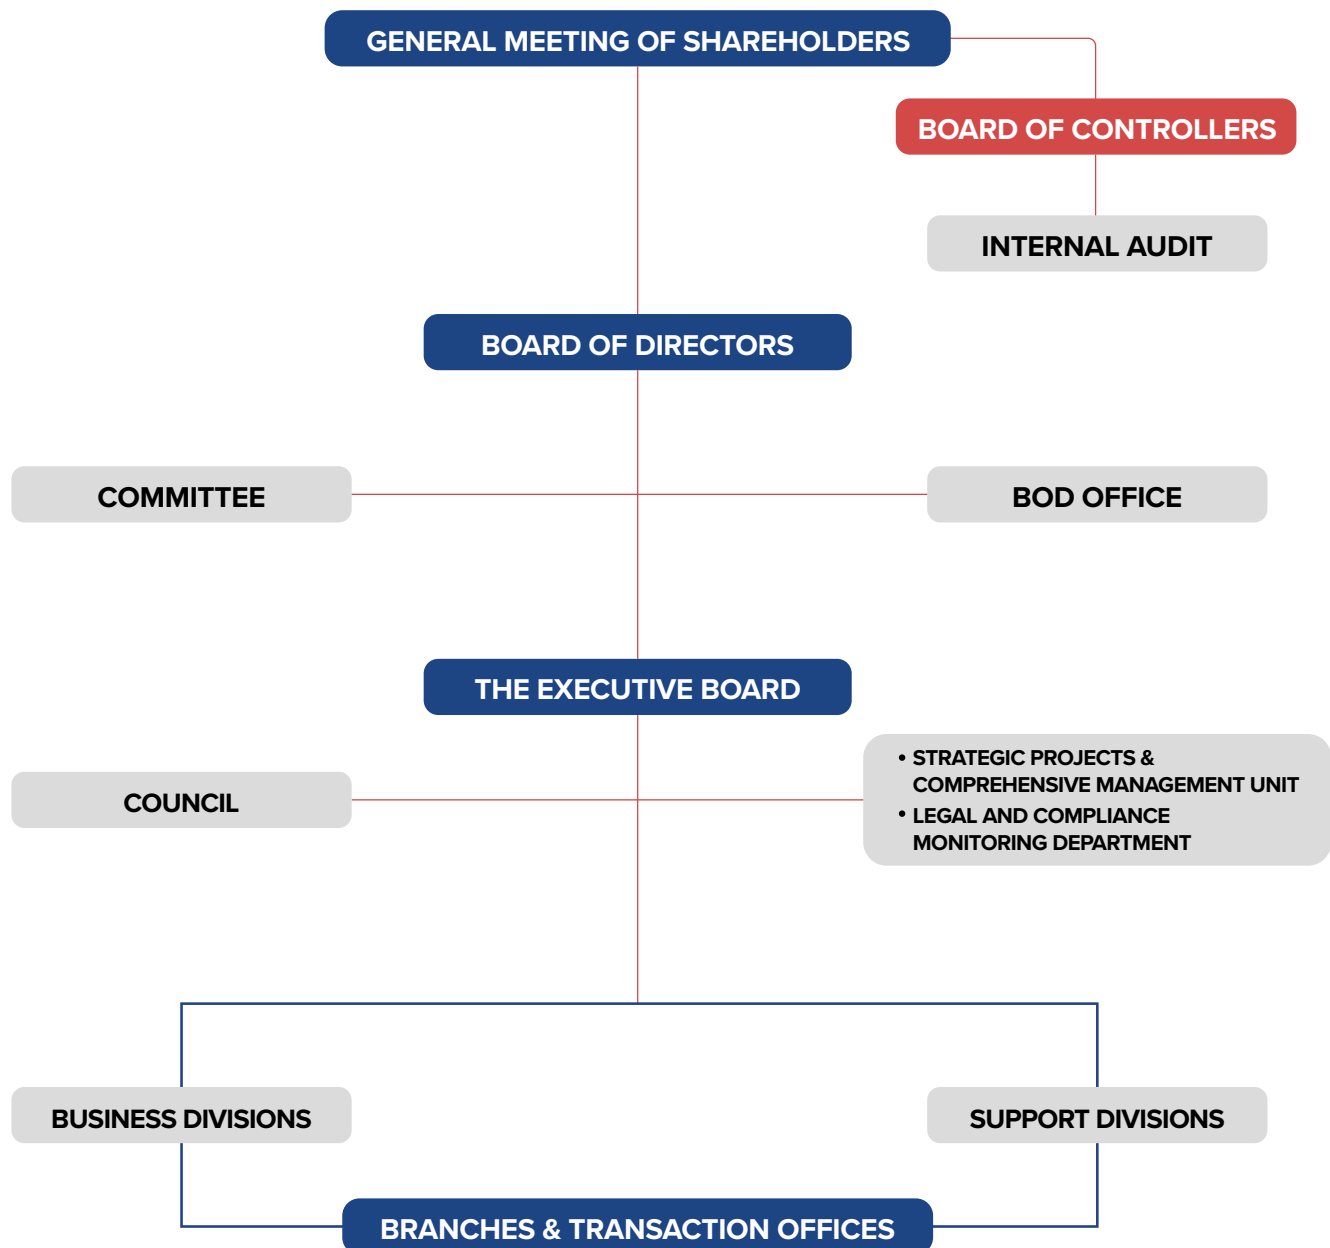 GENERAL MEETING OF SHAREHOLDERS
BOARD OF CONTROLLERS
INTERNAL AUDIT
BOARD OF DIRECTORS
COMMITTEE
BOD OFFICE
THE EXECUTIVE BOARD
COUNCIL
• STRATEGIC PROJECTS &
COMPREHENSIVE MANAGEMENT UNIT
• LEGAL AND COMPLIANCE
MONITORING DEPARTMENT
BUSINESS DIVISIONS
SUPPORT DIVISIONS
BRANCHES & TRANSACTION OFFICES